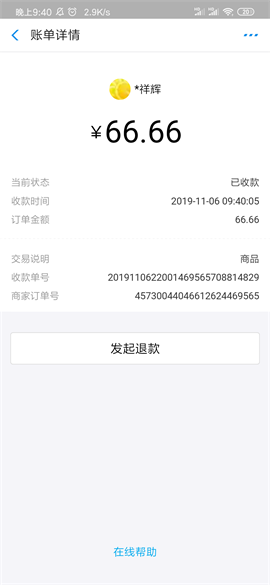 晚上9:40 2.9K/s 20
账单详情
*祥辉
¥66.66
当前状态 已收款
收款时间 2019-11-06 09:40:05
订单金额 66.66
交易说明 商品
收款单号 2019110622001469565708814829
商家订单号 45730044046612624469565
发起退款
在线帮助